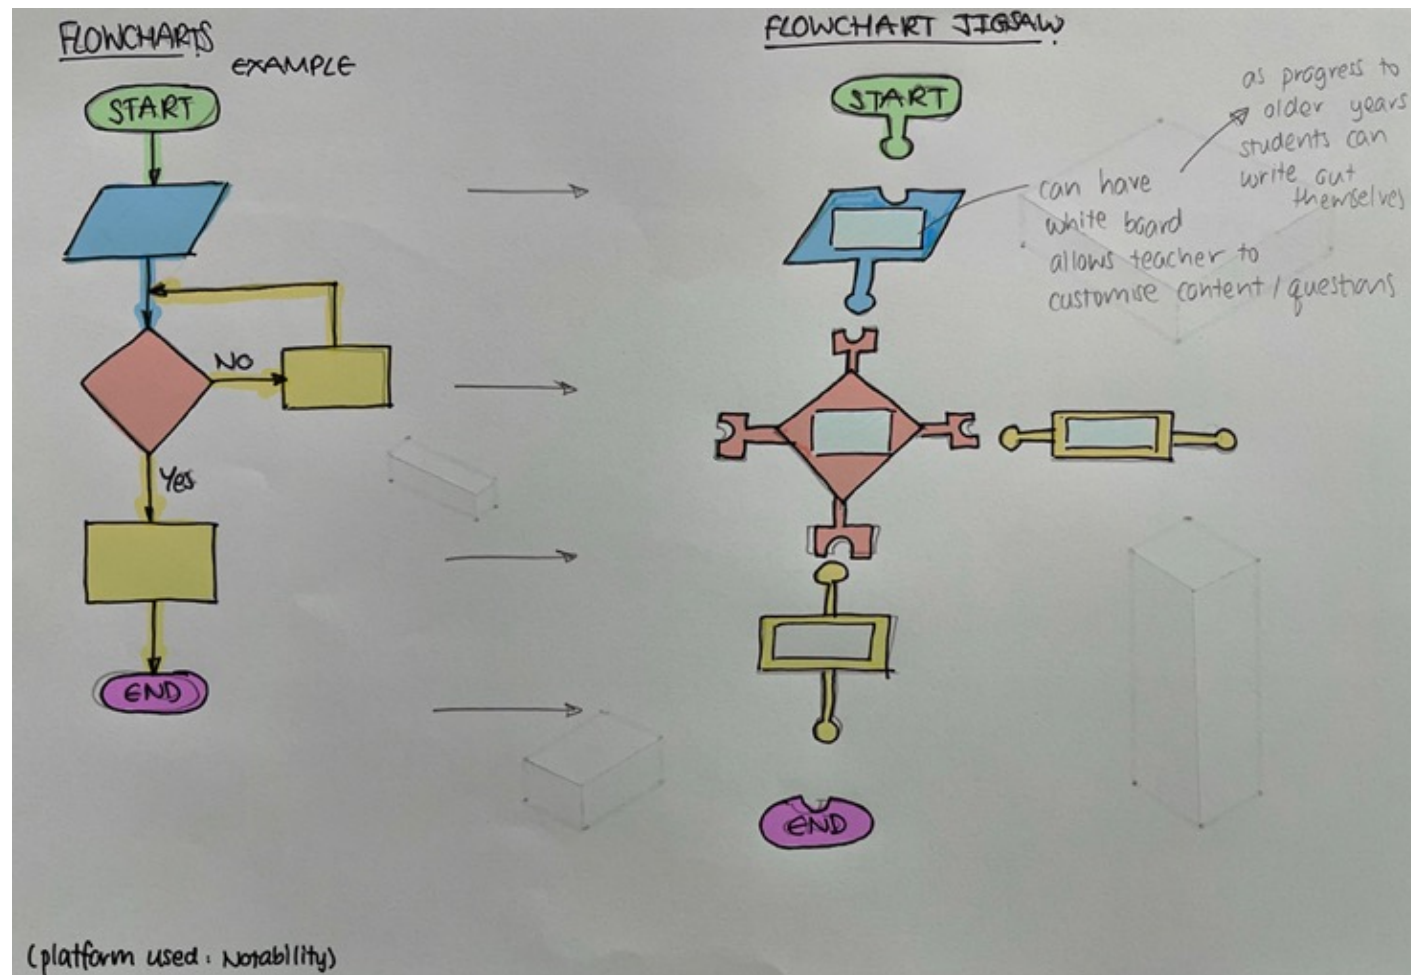 FLOWCHARTS
EXAMPLE
START
NO
Yes
END
FLOWCHART JIGSAW
START
can have
white board
allows teacher to
customise content / questions
as progress to
older years
students can
write out
themselves
END
(platform used: Notability)